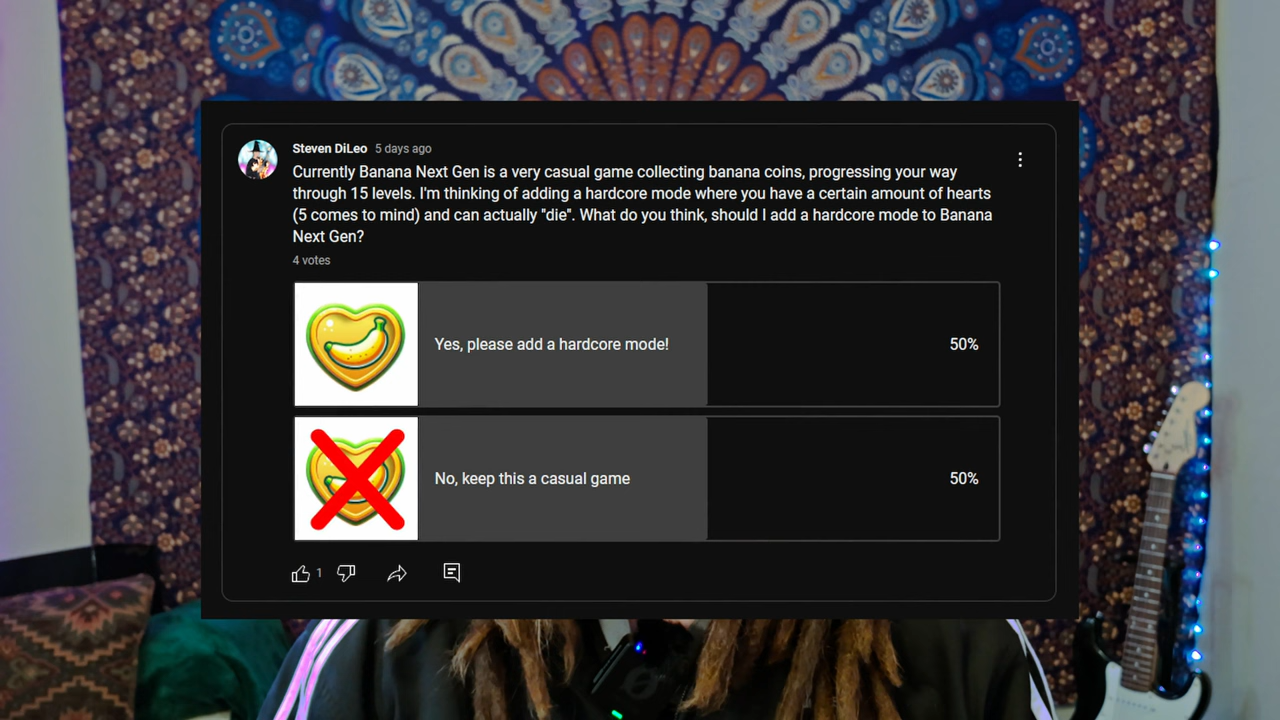 Steven DiLeo 5 days ago
Currently Banana Next Gen is a very casual game collecting banana coins, progressing your way
through 15 levels. I'm thinking of adding a hardcore mode where you have a certain amount of hearts
(5 comes to mind) and can actually "die". What do you think, should I add a hardcore mode to Banana
Next Gen?
4 votes
Yes, please add a hardcore mode!
50%
No, keep this a casual game
50%
1